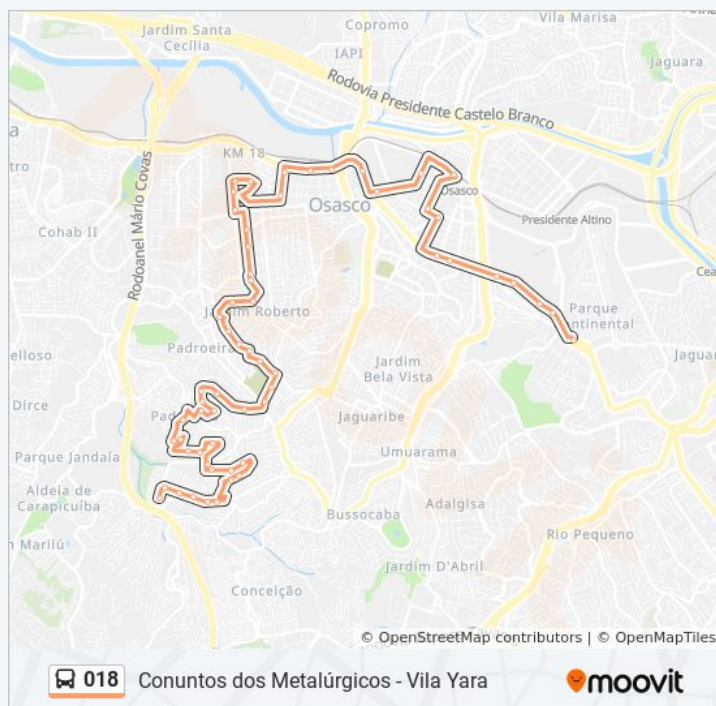 Jardim Santa
Cecília
Copromo
Vila Marisa
IAPI
Jaguara
Rodovia Presidente Castelo Branco
KM 18
Rodoanel Mário Covas
Osasco
Osasco
Cohab II
Presidente Altino
Jardim Roberto
Parque
Padroeira
Jardim
Bela Vista
Dirce
Jaguaribe
Parque Jandaía
Umuarama
Aldeia de
Carapicuíba
Adalgisa
Bussocaba
Rio Pequeno
Jardim D'Abril
Conceição
© OpenStreetMap contributors | © OpenMapTiles
018 Conuntos dos Metalúrgicos - Vila Yara
moovit